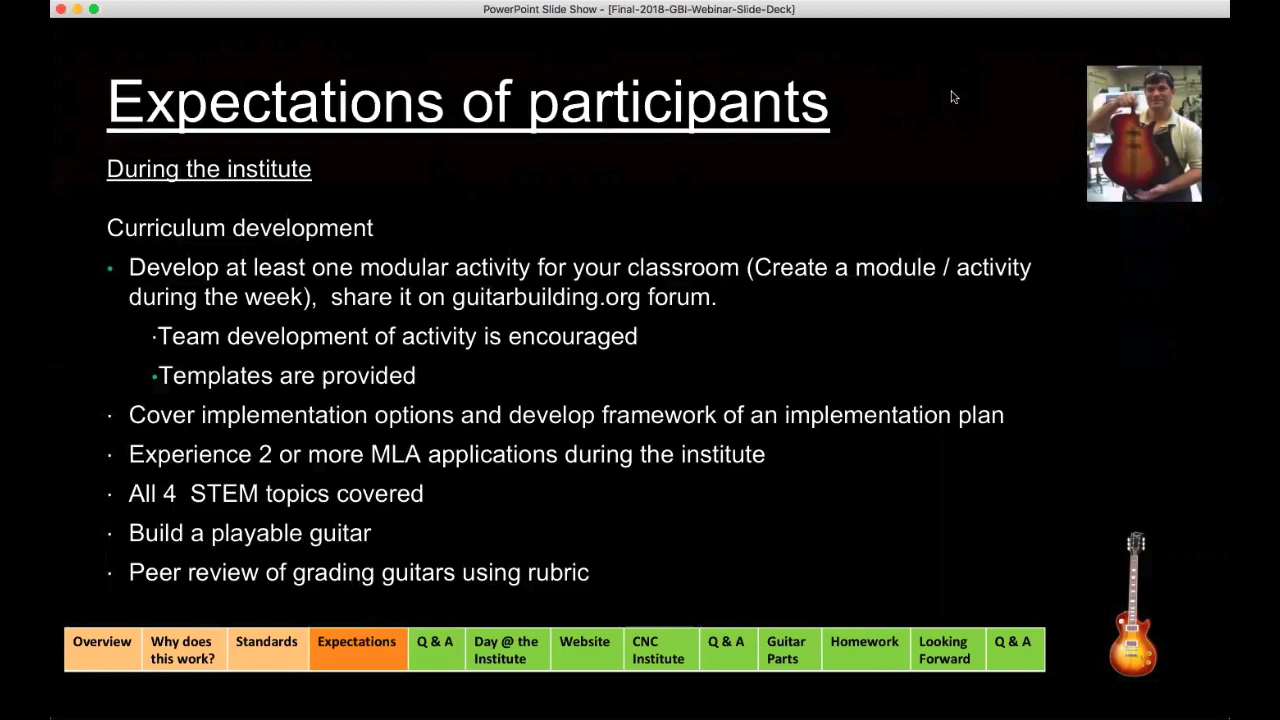 PowerPoint Slide Show - [Final-2018-GBI-Webinar-Slide-Deck]
Expectations of participants
During the institute
Curriculum development
• Develop at least one modular activity for your classroom (Create a module / activity
during the week), share it on guitarbuilding.org forum.
·Team development of activity is encouraged
•Templates are provided
· Cover implementation options and develop framework of an implementation plan
· Experience 2 or more MLA applications during the institute
· All 4 STEM topics covered
· Build a playable guitar
· Peer review of grading guitars using rubric
Overview
Why does
this work?
Standards
Expectations
Q & A
Day @ the
Institute
Website
CNC
Institute
Q & A
Guitar
Parts
Homework
Looking
Forward
Q & A